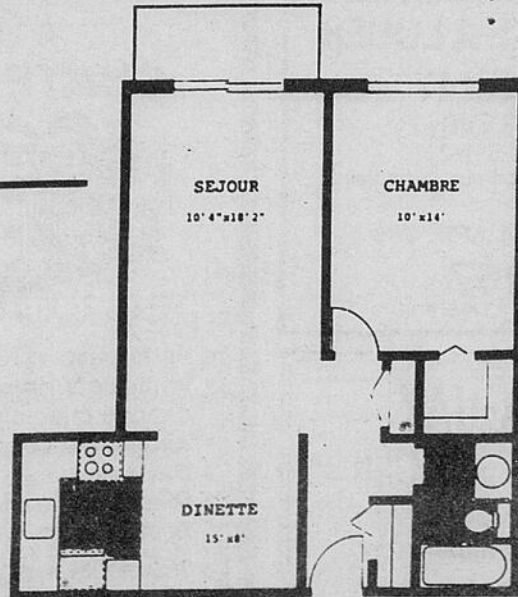 SEJOUR
10'4"x18'2"
CHAMBRE
10'x14'
DINETTE
15'x8'